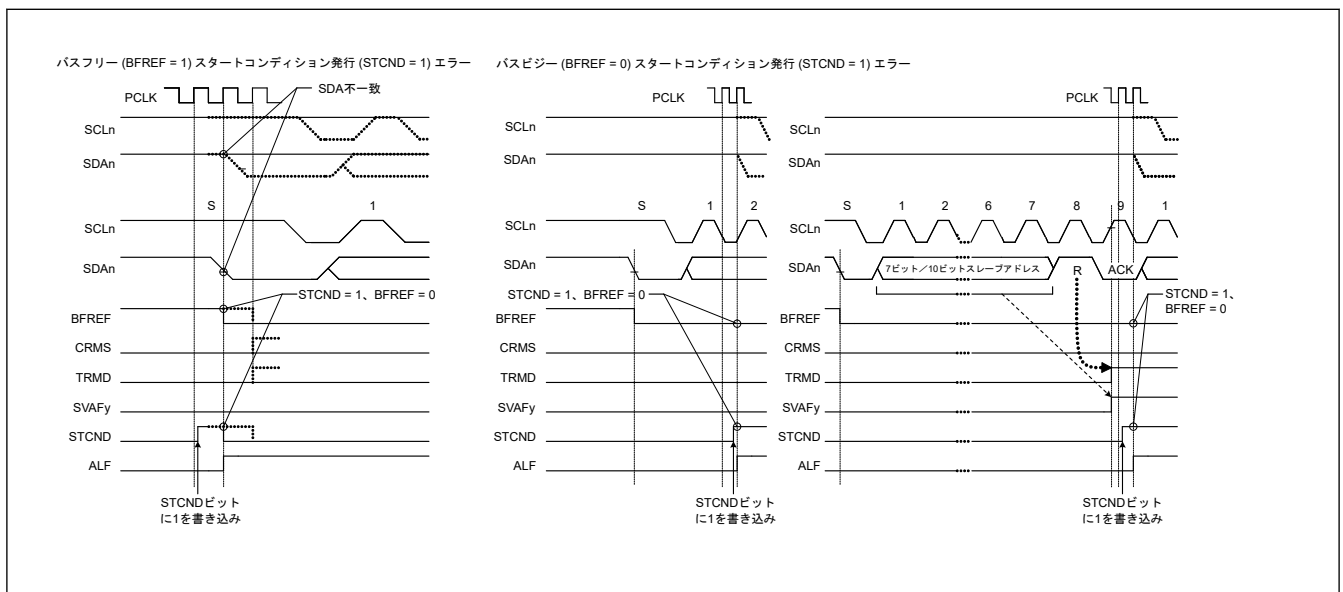 バスフリー (BFREF = 1) スタートコンディション発行 (STCND = 1) エラー
PCLK
SDA不一致
SCLn
SDAn
S 1
SCLn
SDAn
STCND = 1、BFREF = 0
BFREF
CRMS
TRMD
SVAFy
STCND
ALF
STCNDビット
に1を書き込み
バスビジー (BFREF = 0) スタートコンディション発行 (STCND = 1) エラー
PCLK
SCLn
SDAn
S 1 2
SCLn
SDAn
STCND = 1、BFREF = 0
BFREF
CRMS
TRMD
SVAFy
STCND
ALF
STCNDビット
に1を書き込み
PCLK
SCLn
SDAn
S 1 2 6 7 8 9 1
SCLn
SDAn
7ビット／10ビットスレーブアドレス
R
ACK
STCND = 1、
BFREF = 0
BFREF
CRMS
TRMD
SVAFy
STCND
ALF
STCNDビット
に1を書き込み